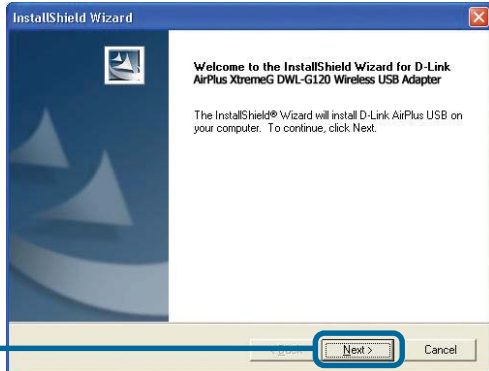 InstallShield Wizard
Welcome to the InstallShield Wizard for D-Link
AirPlus XtremeG DWL-G120 Wireless USB Adapter
The InstallShield® Wizard will install D-Link AirPlus USB on
your computer. To continue, click Next.
< Back
Next >
Cancel